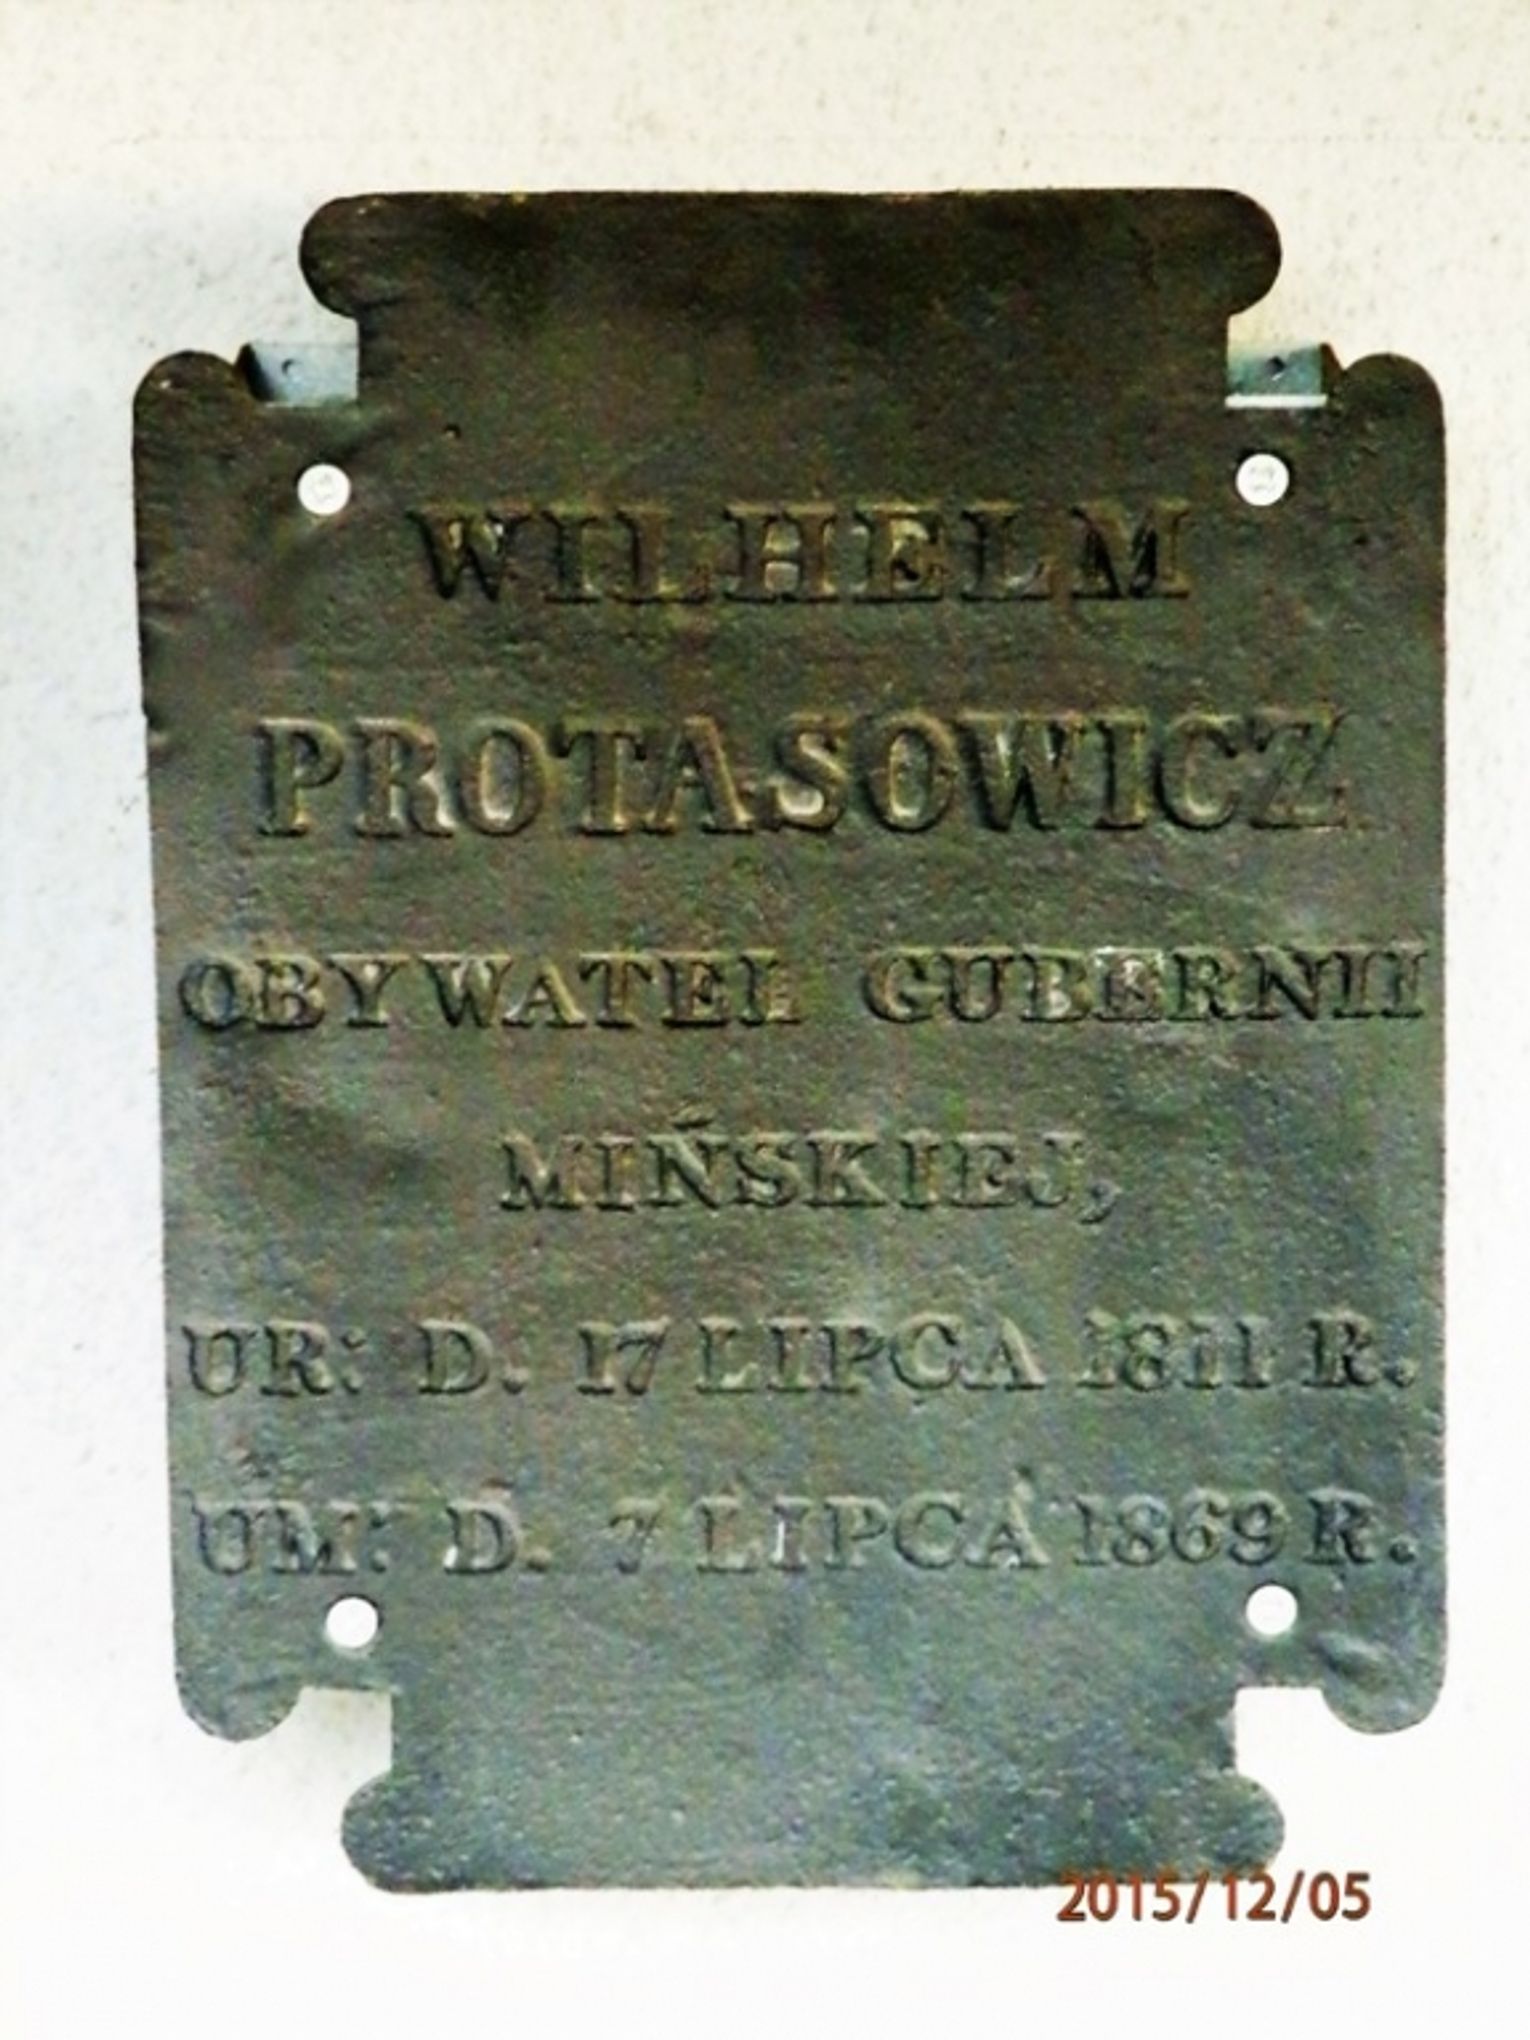 WILHELM
PROTASOWICZ
OBYWATEL GUBERNII
MIŃSKIEJ,
UR: D. 17 LIPCA 1811 R.
UM: D. 7 LIPCA 1869 R.
2015/12/05